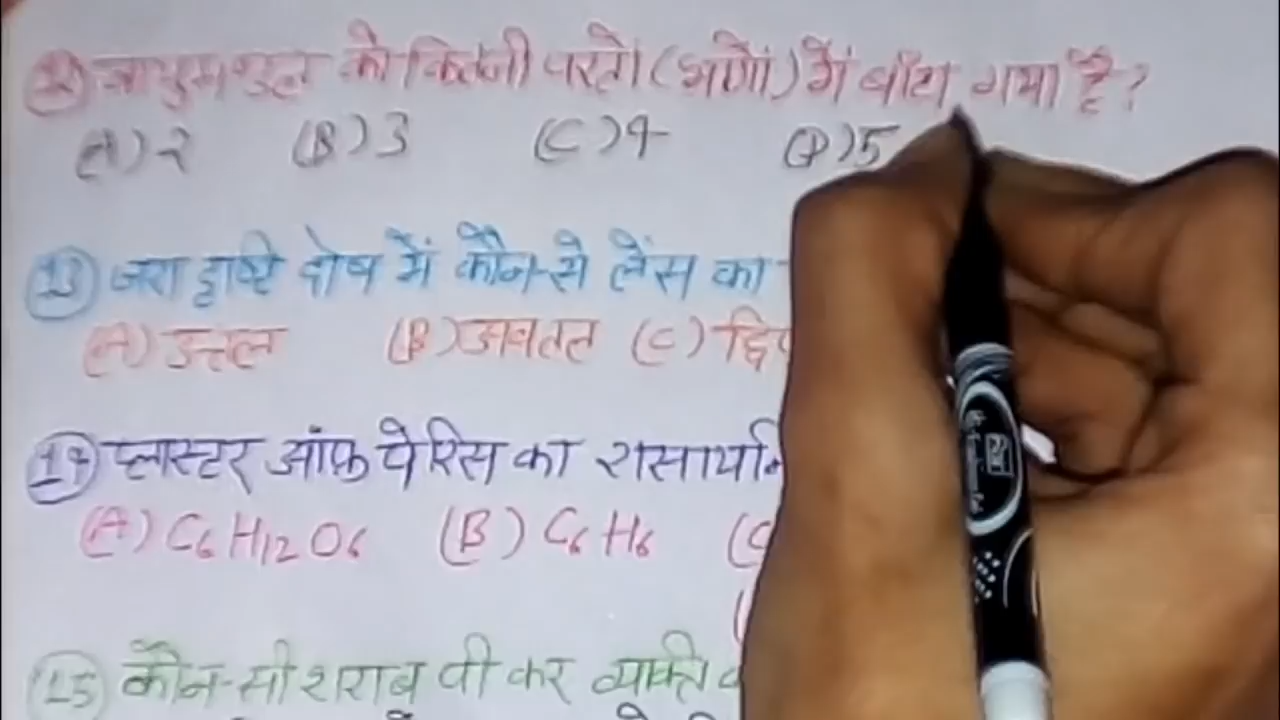 12 वायुमण्डल को कितनी परतों (भागों) में बाँटा गया है?
(A) 2 (B) 3 (C) 4 (D) 5
13 जरा दृष्टि दोष में कौन-से लेंस का
(A) उत्तल (B) अवतल (C)
14 प्लास्टर ऑफ़ पेरिस का
(A) C₆H₁₂O₆ (B) C₆H₆ (C
15 कौन-सी शराब पी कर व्यक्ति